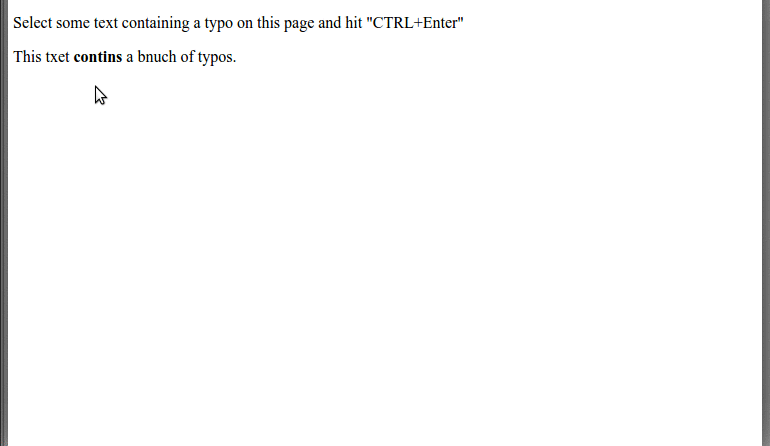 Select some text containing a typo on this page and hit "CTRL+Enter"
This txet contins a bnuch of typos.